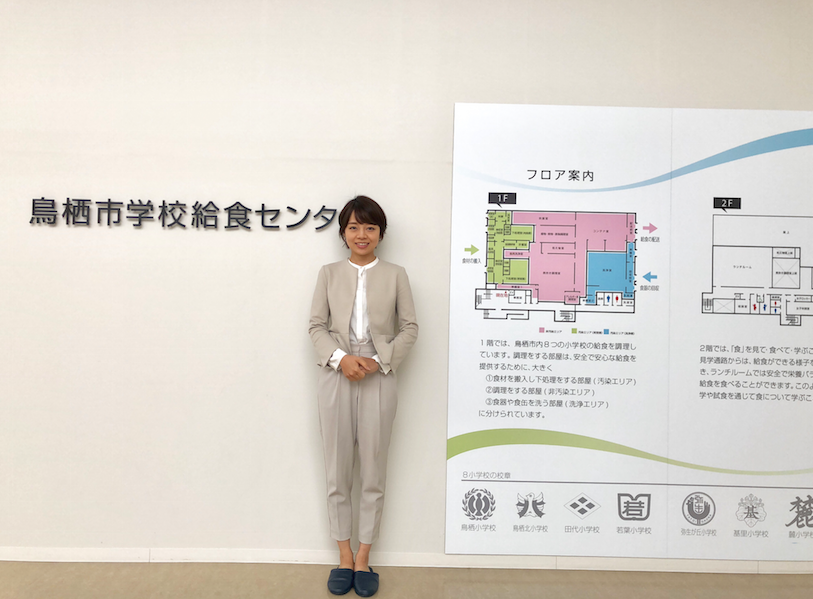 鳥栖市学校給食センタ
フロア案内
1F
給食の配送
食材の搬入
食器の回収
2F
ランチルーム
1階では、鳥栖市内8つの小学校の給食を調理し
ています。調理をする部屋は、安全で安心な給食を
提供するために、大きく
①食材を搬入し下処理をする部屋(汚染エリア)
②調理をする部屋(非汚染エリア)
③食器や食缶を洗う部屋(洗浄エリア)
に分けられています。
2階では、「食」を見て・食べて・学ぶこ
見学通路からは、給食ができる様子を
き、ランチルームでは安全で栄養バラ
給食を食べることができます。このよ
学や試食を通じて食について学ぶこ
8小学校の校章
鳥栖小学校
鳥栖北小学校
田代小学校
若葉小学校
弥生が丘小学校
基里小学校
麓小学校